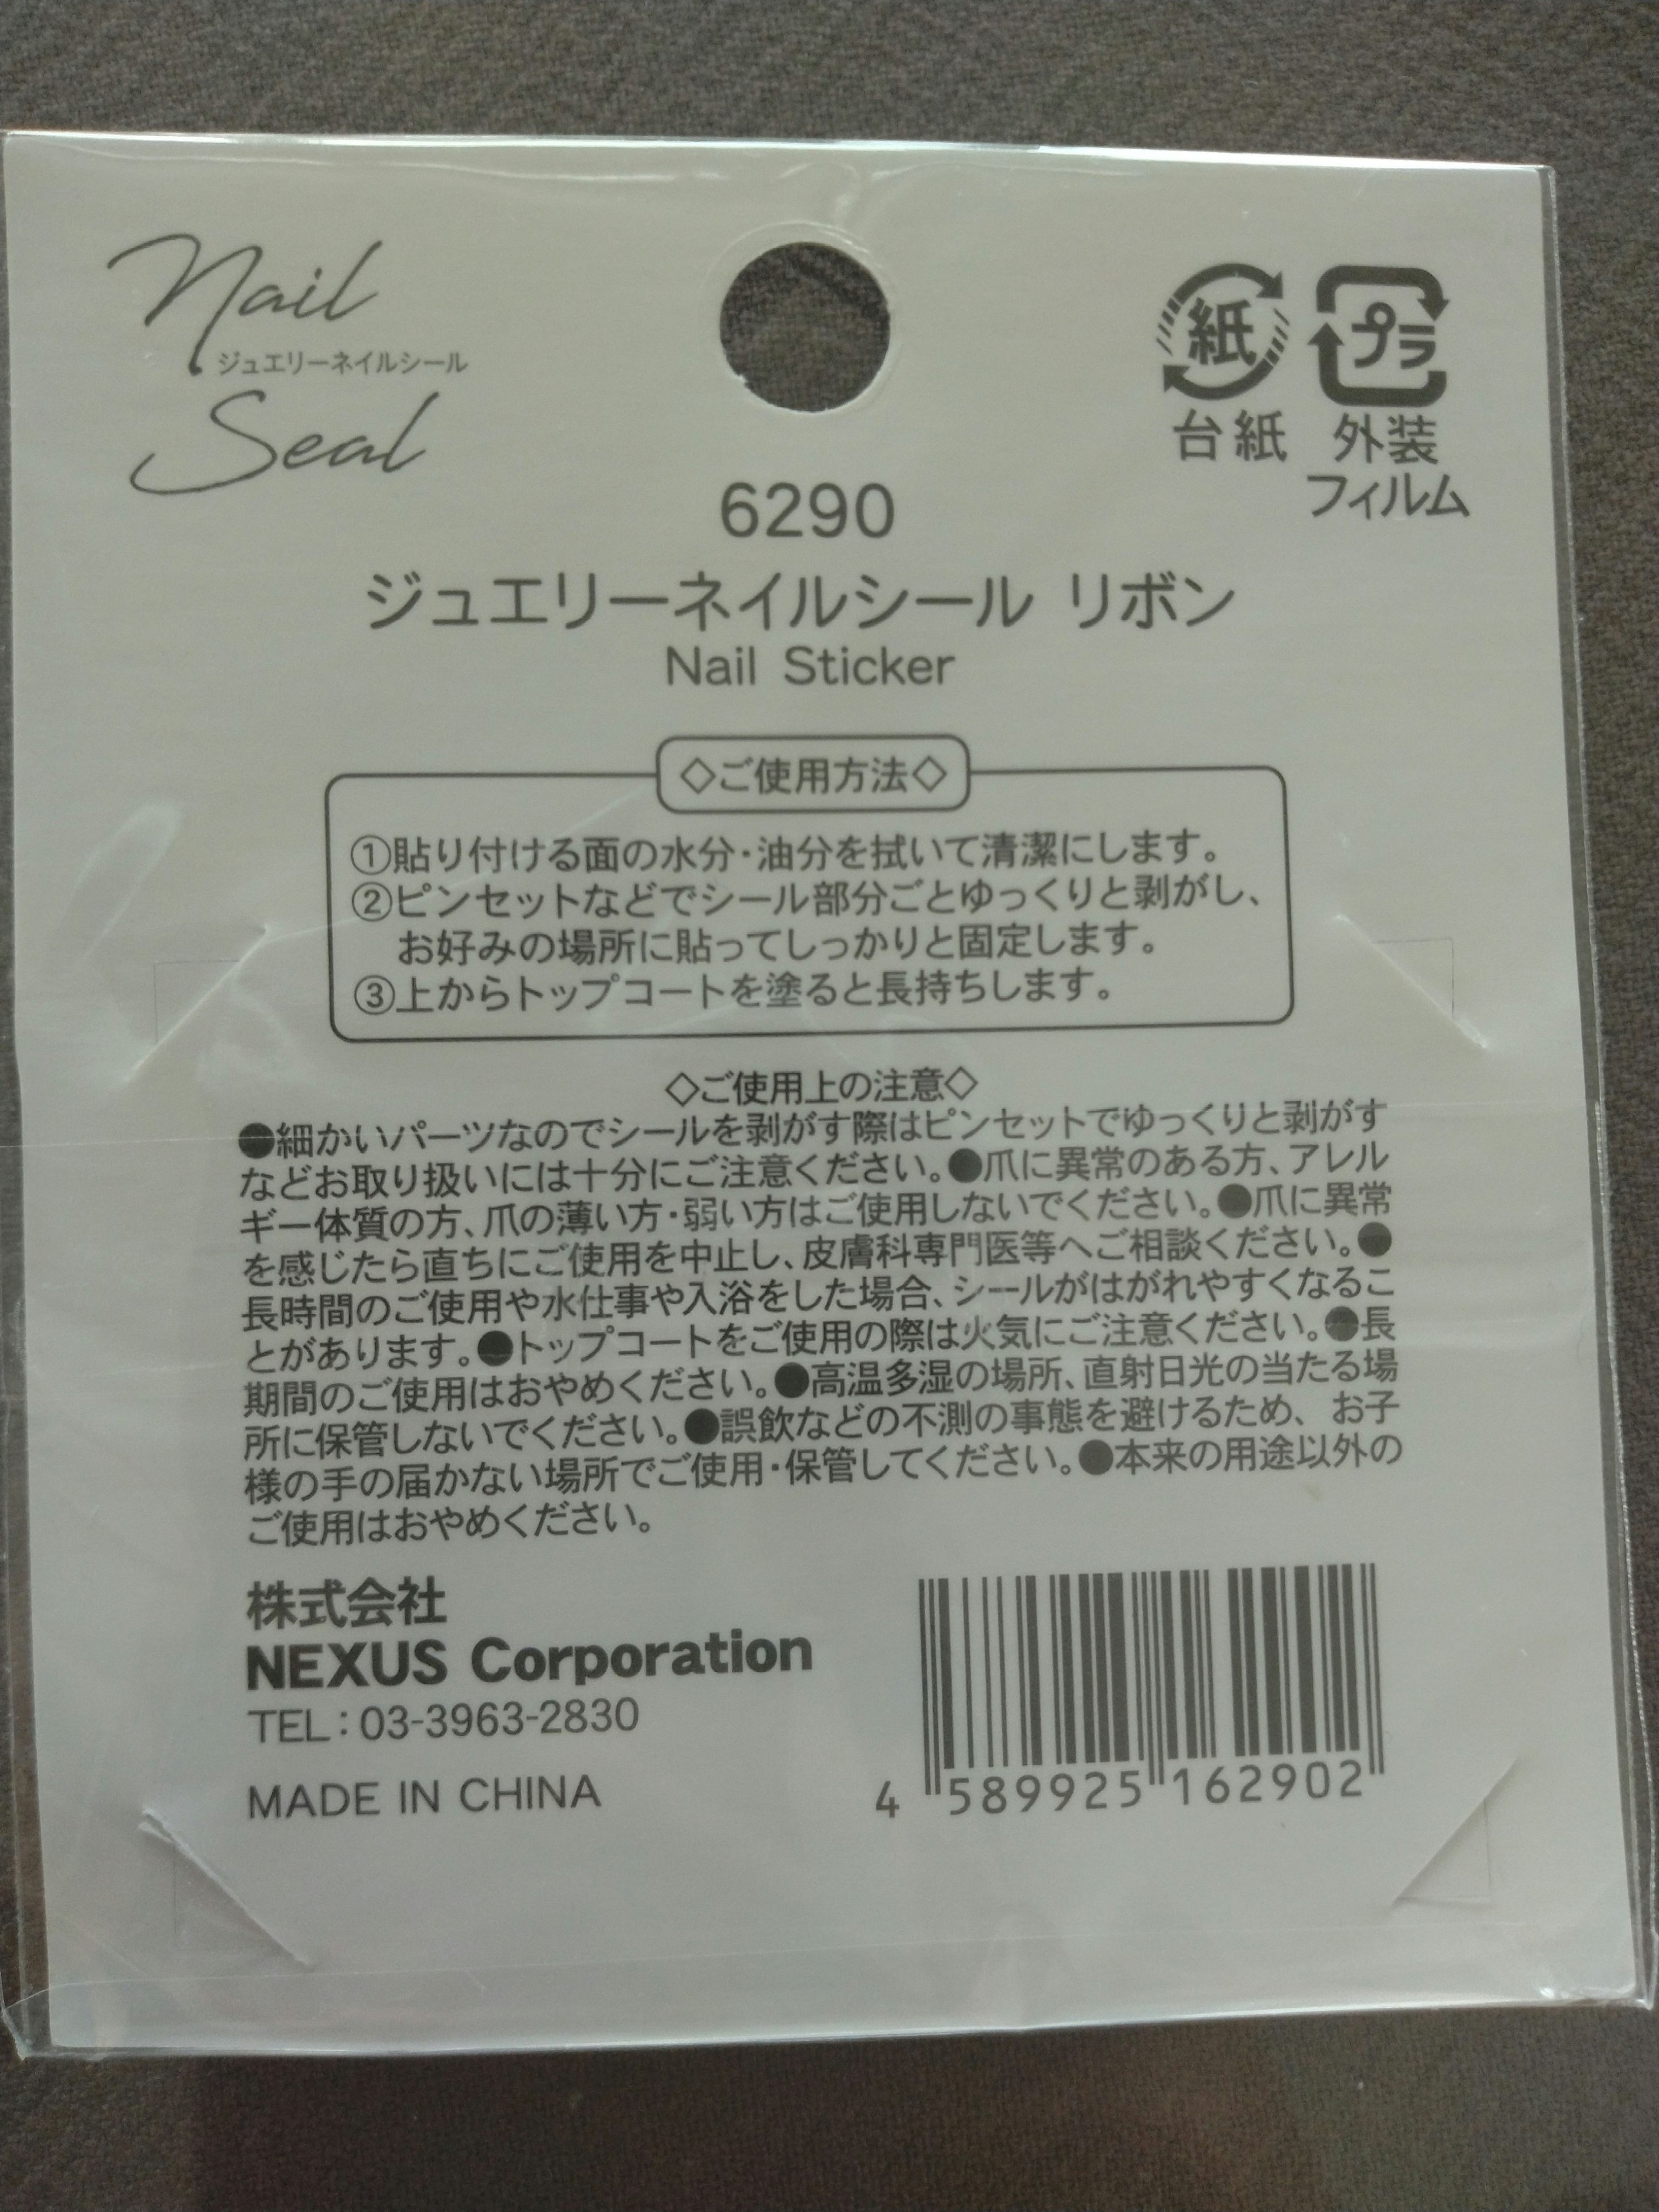 Nail
ジュエリーネイルシール
Seal
紙
プラ
台紙
外装
フィルム
6290
ジュエリーネイルシール リボン
Nail Sticker
◇ご使用方法◇
①貼り付ける面の水分・油分を拭いて清潔にします。
②ピンセットなどでシール部分ごとゆっくりと剥がし、
お好みの場所に貼ってしっかりと固定します。
③上からトップコートを塗ると長持ちします。
◇ご使用上の注意◇
●細かいパーツなのでシールを剥がす際はピンセットでゆっくりと剥がす
などお取り扱いには十分にご注意ください。●爪に異常のある方、アレル
ギー体質の方、爪の薄い方・弱い方はご使用しないでください。●爪に異常
を感じたら直ちにご使用を中止し、皮膚科専門医等へご相談ください。●
長時間のご使用や水仕事や入浴をした場合、シールがはがれやすくなるこ
とがあります。●トップコートをご使用の際は火気にご注意ください。●長
期間のご使用はおやめください。●高温多湿の場所、直射日光の当たる場
所に保管しないでください。●誤飲などの不測の事態を避けるため、お子
様の手の届かない場所でご使用・保管してください。●本来の用途以外の
ご使用はおやめください。
株式会社
NEXUS Corporation
TEL：03-3963-2830
MADE IN CHINA
4 589925 162902